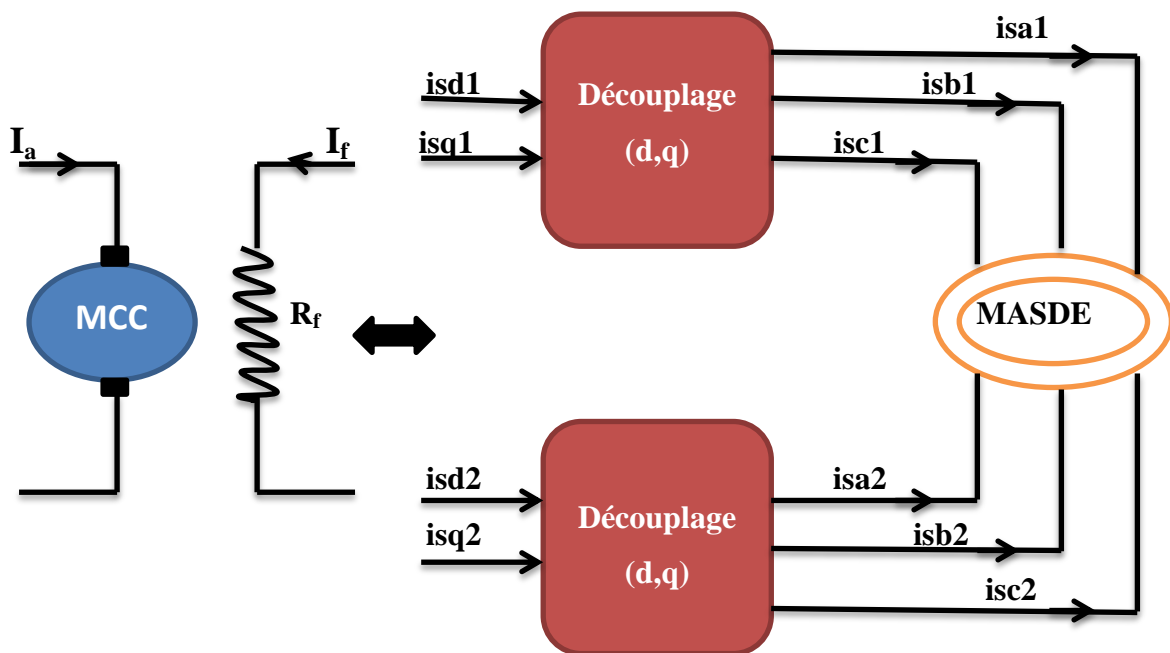 isa1
isd1
Découplage
(d,q)
isb1
isq1
isc1
Ia
If
MCC
Rf
MASDE
isd2
isq2
Découplage
(d,q)
isa2
isb2
isc2